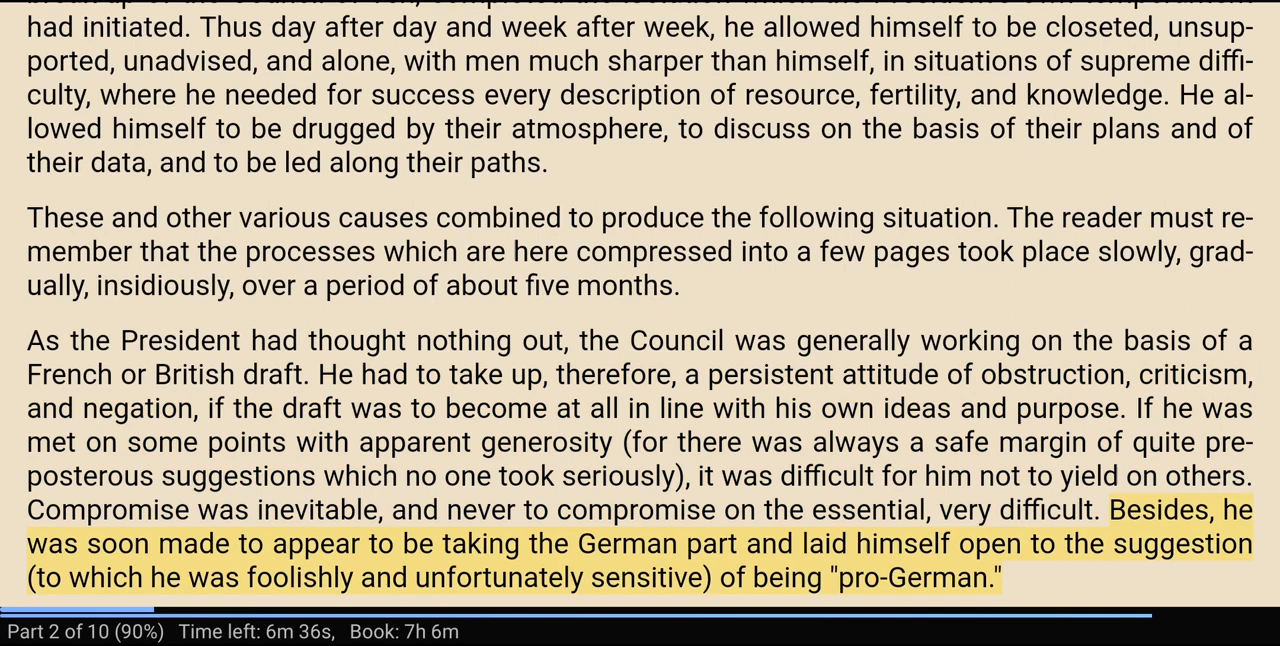 had initiated. Thus day after day and week after week, he allowed himself to be closeted, unsup-
ported, unadvised, and alone, with men much sharper than himself, in situations of supreme diffi-
culty, where he needed for success every description of resource, fertility, and knowledge. He al-
lowed himself to be drugged by their atmosphere, to discuss on the basis of their plans and of
their data, and to be led along their paths.
These and other various causes combined to produce the following situation. The reader must re-
member that the processes which are here compressed into a few pages took place slowly, grad-
ually, insidiously, over a period of about five months.
As the President had thought nothing out, the Council was generally working on the basis of a
French or British draft. He had to take up, therefore, a persistent attitude of obstruction, criticism,
and negation, if the draft was to become at all in line with his own ideas and purpose. If he was
met on some points with apparent generosity (for there was always a safe margin of quite pre-
posterous suggestions which no one took seriously), it was difficult for him not to yield on others.
Compromise was inevitable, and never to compromise on the essential, very difficult. Besides, he
was soon made to appear to be taking the German part and laid himself open to the suggestion
(to which he was foolishly and unfortunately sensitive) of being "pro-German."
Part 2 of 10 (90%) Time left: 6m 36s, Book: 7h 6m